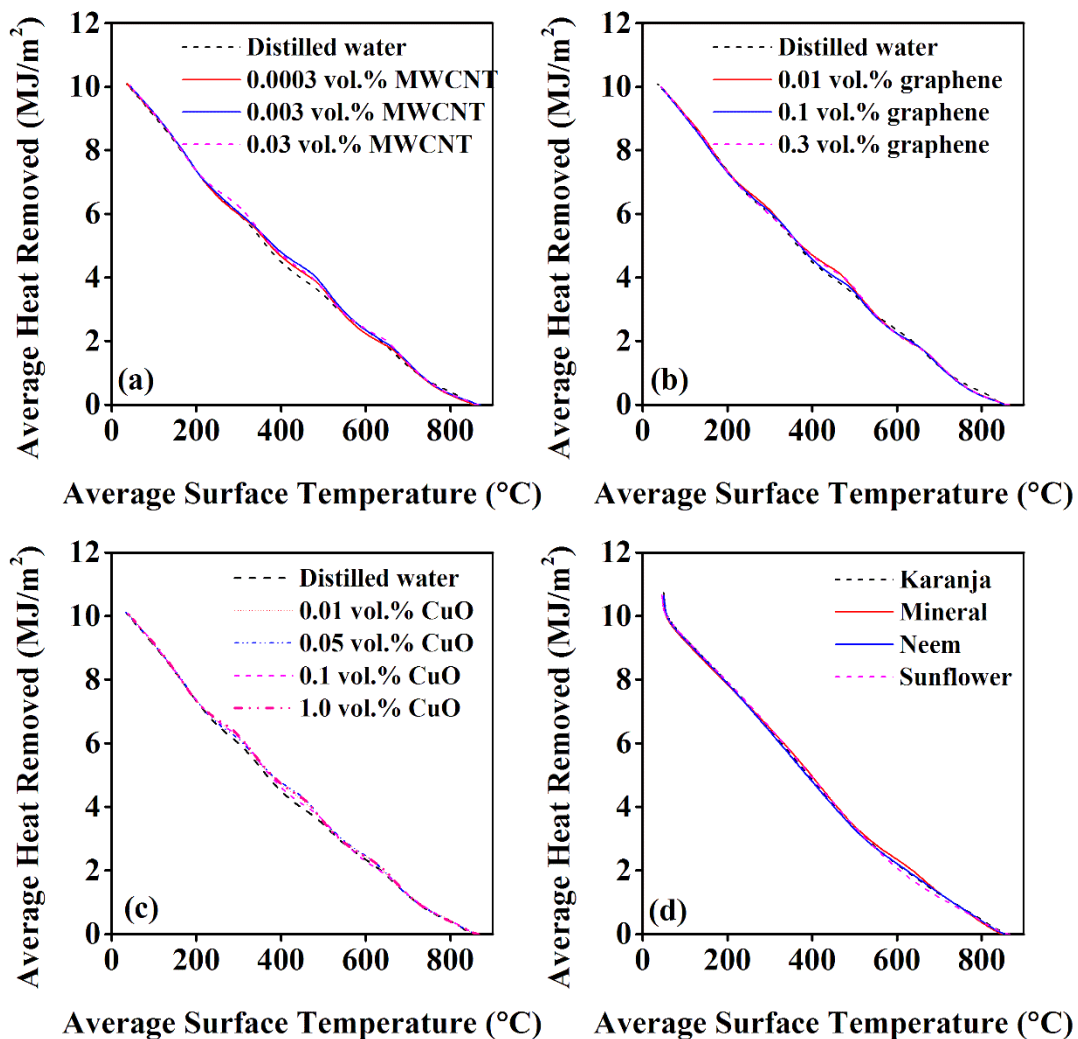 Average Heat Removed (MJ/m²)
12
10
8
6
4
2
0
Distilled water
0.0003 vol.% MWCNT
0.003 vol.% MWCNT
0.03 vol.% MWCNT
(a)
200
400
600
800
Average Surface Temperature (°C)
Average Heat Removed (MJ/m²)
12
10
8
6
4
2
0
Distilled water
0.01 vol.% graphene
0.1 vol.% graphene
0.3 vol.% graphene
(b)
200
400
600
800
Average Surface Temperature (°C)
Average Heat Removed (MJ/m²)
12
10
8
6
4
2
0
Distilled water
0.01 vol.% CuO
0.05 vol.% CuO
0.1 vol.% CuO
1.0 vol.% CuO
(c)
200
400
600
800
Average Surface Temperature (°C)
Average Heat Removed (MJ/m²)
12
10
8
6
4
2
0
Karanja
Mineral
Neem
Sunflower
(d)
200
400
600
800
Average Surface Temperature (°C)